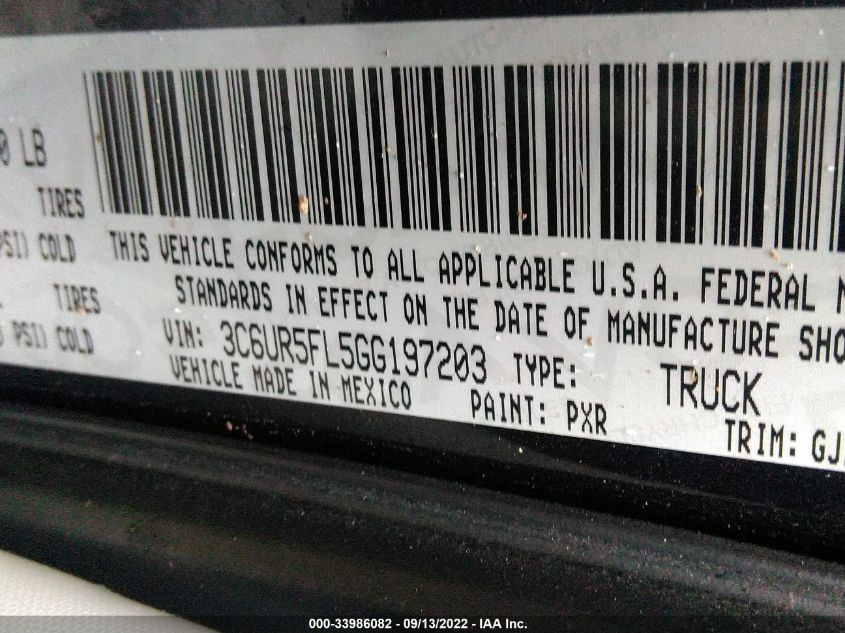 0 LB
TIRES
PSI) COLD
TIRES
PSI) COLD
THIS VEHICLE CONFORMS TO ALL APPLICABLE U.S.A. FEDERAL
STANDARDS IN EFFECT ON THE DATE OF MANUFACTURE SHO
VIN: 3C6UR5FL5GG197203 TYPE: TRUCK
VEHICLE MADE IN MEXICO PAINT: PXR
TRIM: GJ
000-33986082 - 09/13/2022 - IAA Inc.